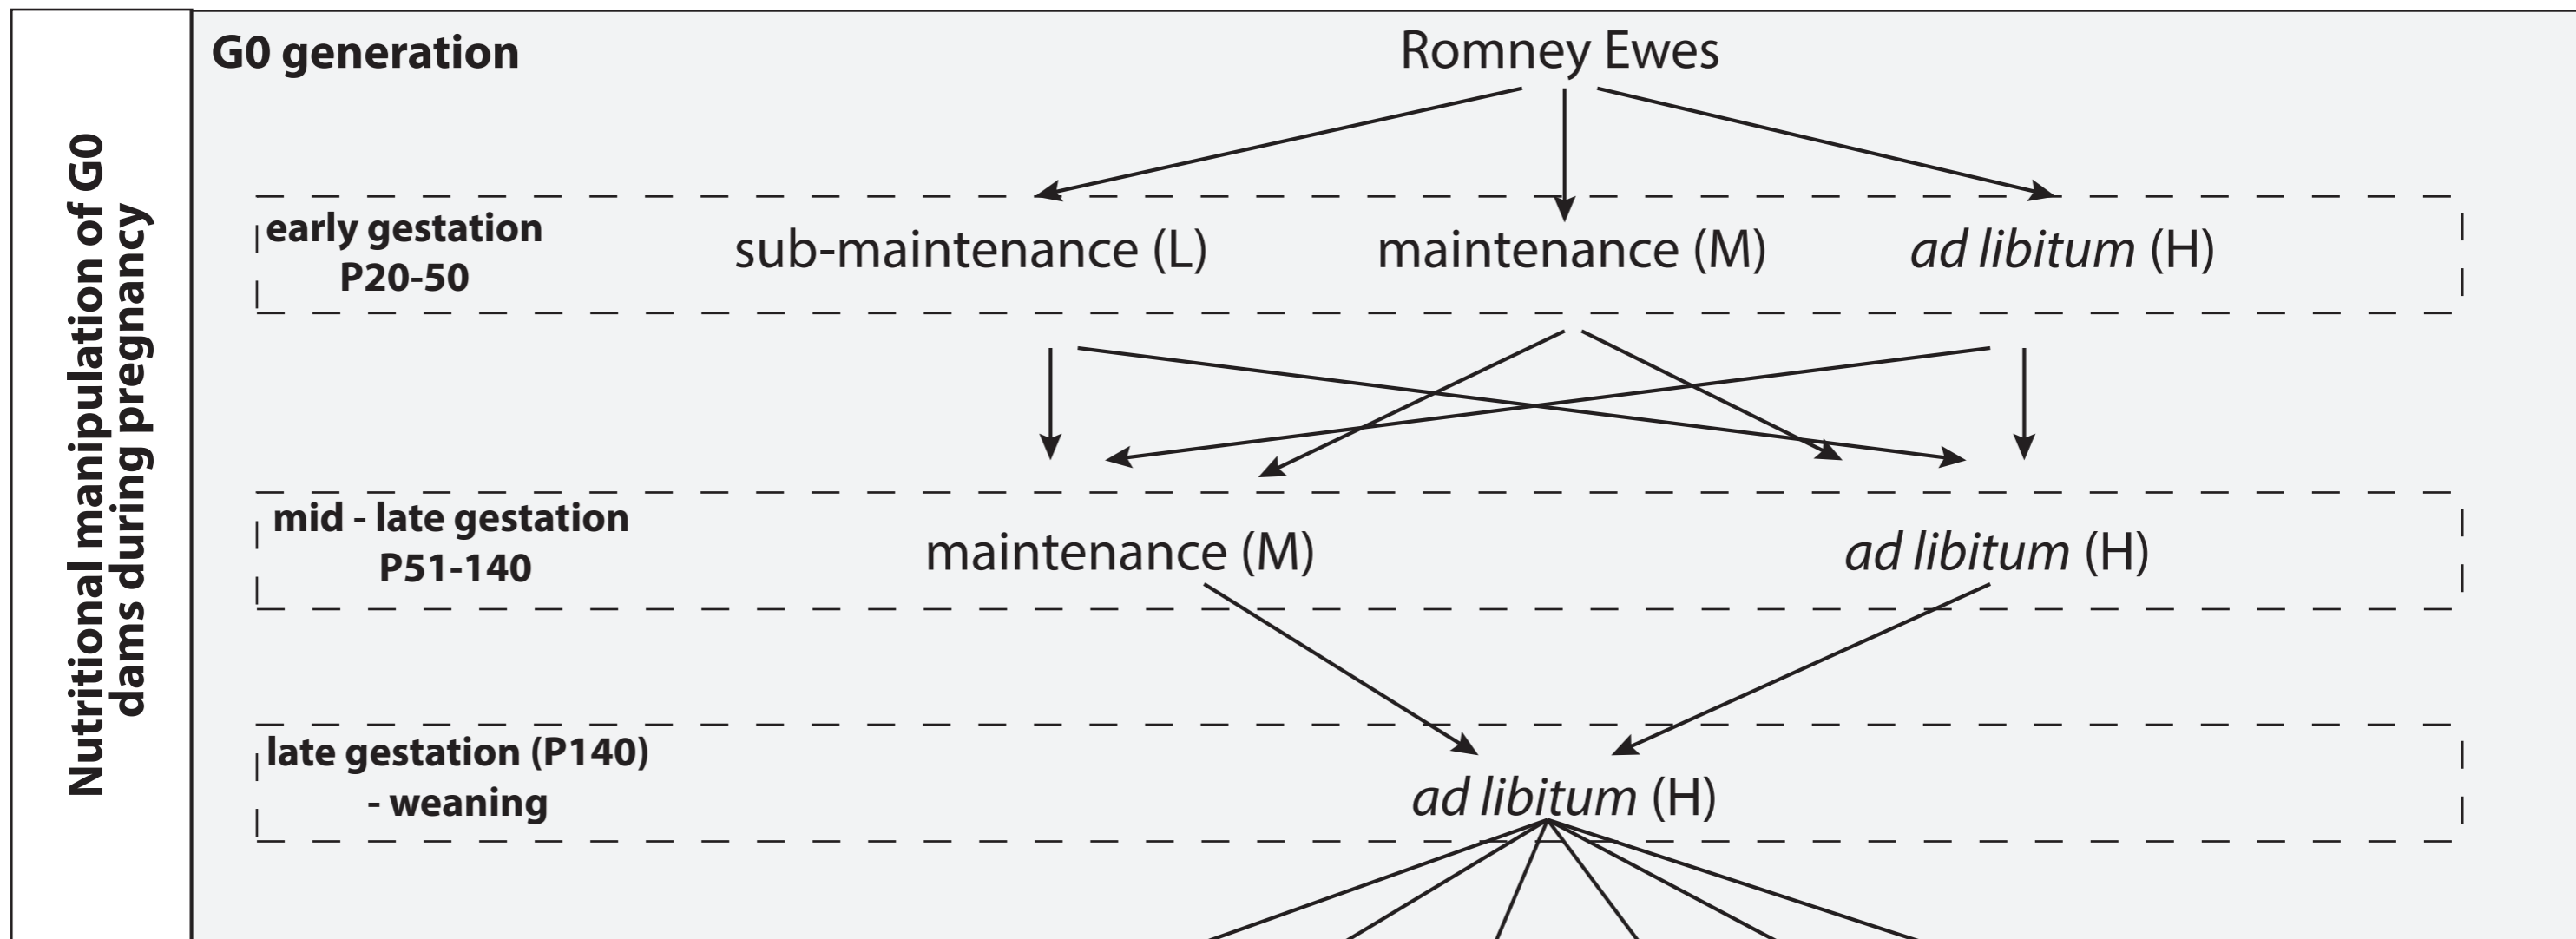 Nutritional manipulation of G0
dams during pregnancy
G0 generation
Romney Ewes
early gestation
P20-50
sub-maintenance (L)
maintenance (M)
ad libitum (H)
mid - late gestation
P51-140
maintenance (M)
ad libitum (H)
late gestation (P140)
- weaning
ad libitum (H)